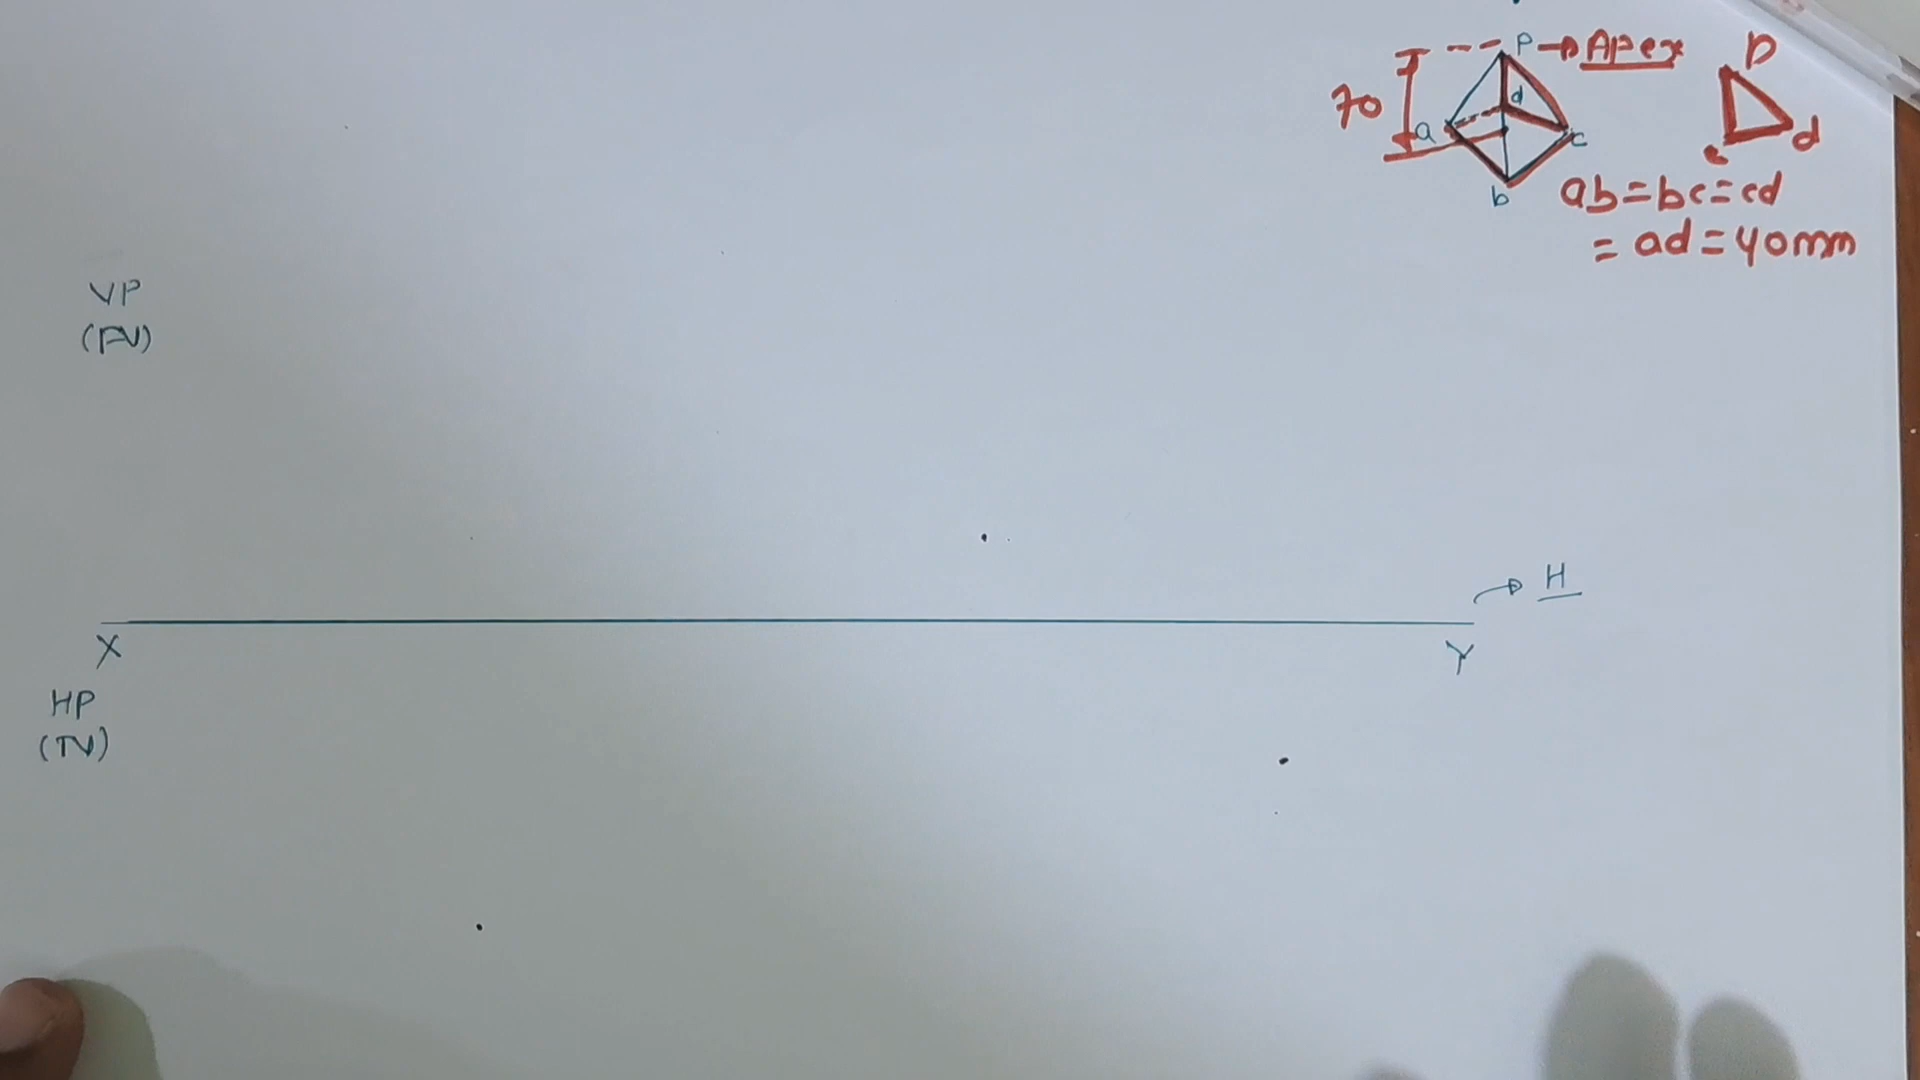 P → Apex
P
70
d
a
c
d
c
b
ab = bc = cd
= ad = 40mm
VP
(FV)
H
X
Y
HP
(TV)